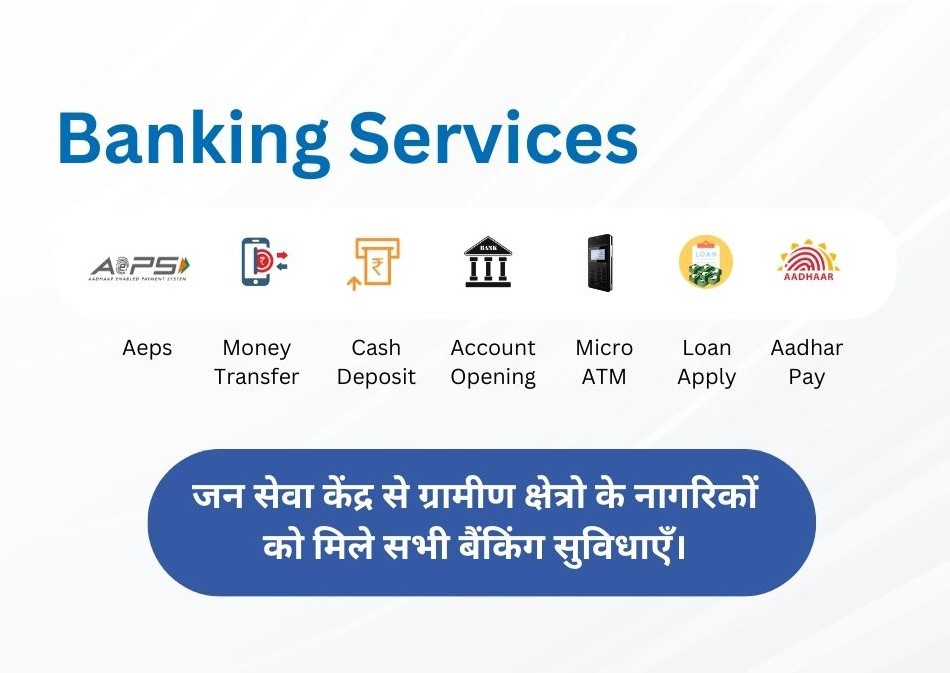 Banking Services
AePS
AADHAAR ENABLED PAYMENT SYSTEM
₹
₹
BANK
LOAN
AADHAAR
Aeps
Money
Transfer
Cash
Deposit
Account
Opening
Micro
ATM
Loan
Apply
Aadhar
Pay
जन सेवा केंद्र से ग्रामीण क्षेत्रो के नागरिकों
को मिले सभी बैंकिंग सुविधाएँ।